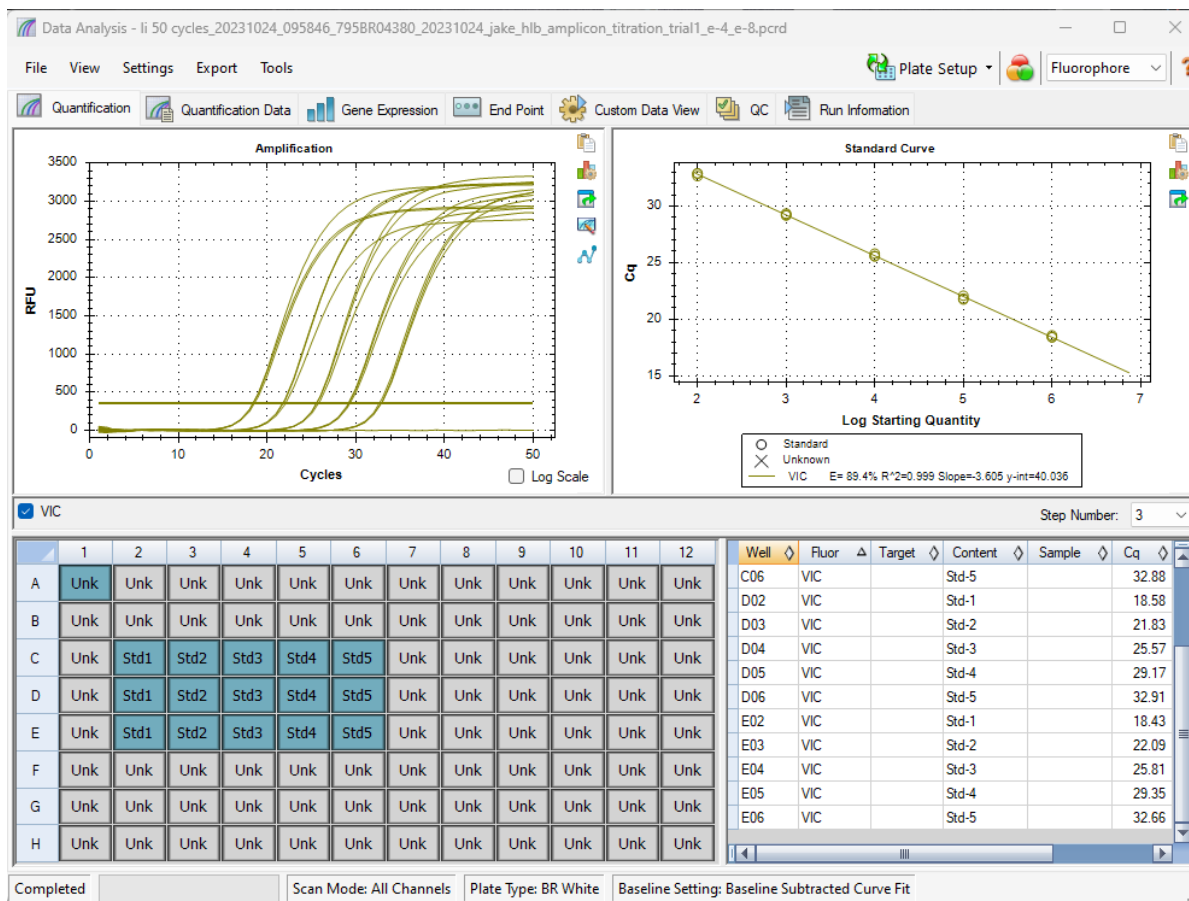 Data Analysis - li 50 cycles_20231024_095846_795BR04380_20231024_jake_hlb_amplicon_titration_trial1_e-4_e-8.pcrd
File View Settings Export Tools Plate Setup Fluorophore ?
Quantification Quantification Data Gene Expression End Point Custom Data View QC Run Information
Amplification
3500
3000
2500
2000
1500
1000
500
0
RFU
0 10 20 30 40 50
Cycles
Log Scale
Standard Curve
30
25
20
15
Cq
2 3 4 5 6 7
Log Starting Quantity
Standard
Unknown
VIC E= 89.4% R^2=0.999 Slope=-3.605 y-int=40.036
VIC
Step Number: 3
1 2 3 4 5 6 7 8 9 10 11 12
A Unk Unk Unk Unk Unk Unk Unk Unk Unk Unk Unk Unk
B Unk Unk Unk Unk Unk Unk Unk Unk Unk Unk Unk Unk
C Unk Std1 Std2 Std3 Std4 Std5 Unk Unk Unk Unk Unk Unk
D Unk Std1 Std2 Std3 Std4 Std5 Unk Unk Unk Unk Unk Unk
E Unk Std1 Std2 Std3 Std4 Std5 Unk Unk Unk Unk Unk Unk
F Unk Unk Unk Unk Unk Unk Unk Unk Unk Unk Unk Unk
G Unk Unk Unk Unk Unk Unk Unk Unk Unk Unk Unk Unk
H Unk Unk Unk Unk Unk Unk Unk Unk Unk Unk Unk Unk
Well Fluor Target Content Sample Cq
C06 VIC Std-5 32.88
D02 VIC Std-1 18.58
D03 VIC Std-2 21.83
D04 VIC Std-3 25.57
D05 VIC Std-4 29.17
D06 VIC Std-5 32.91
E02 VIC Std-1 18.43
E03 VIC Std-2 22.09
E04 VIC Std-3 25.81
E05 VIC Std-4 29.35
E06 VIC Std-5 32.66
Completed Scan Mode: All Channels Plate Type: BR White Baseline Setting: Baseline Subtracted Curve Fit